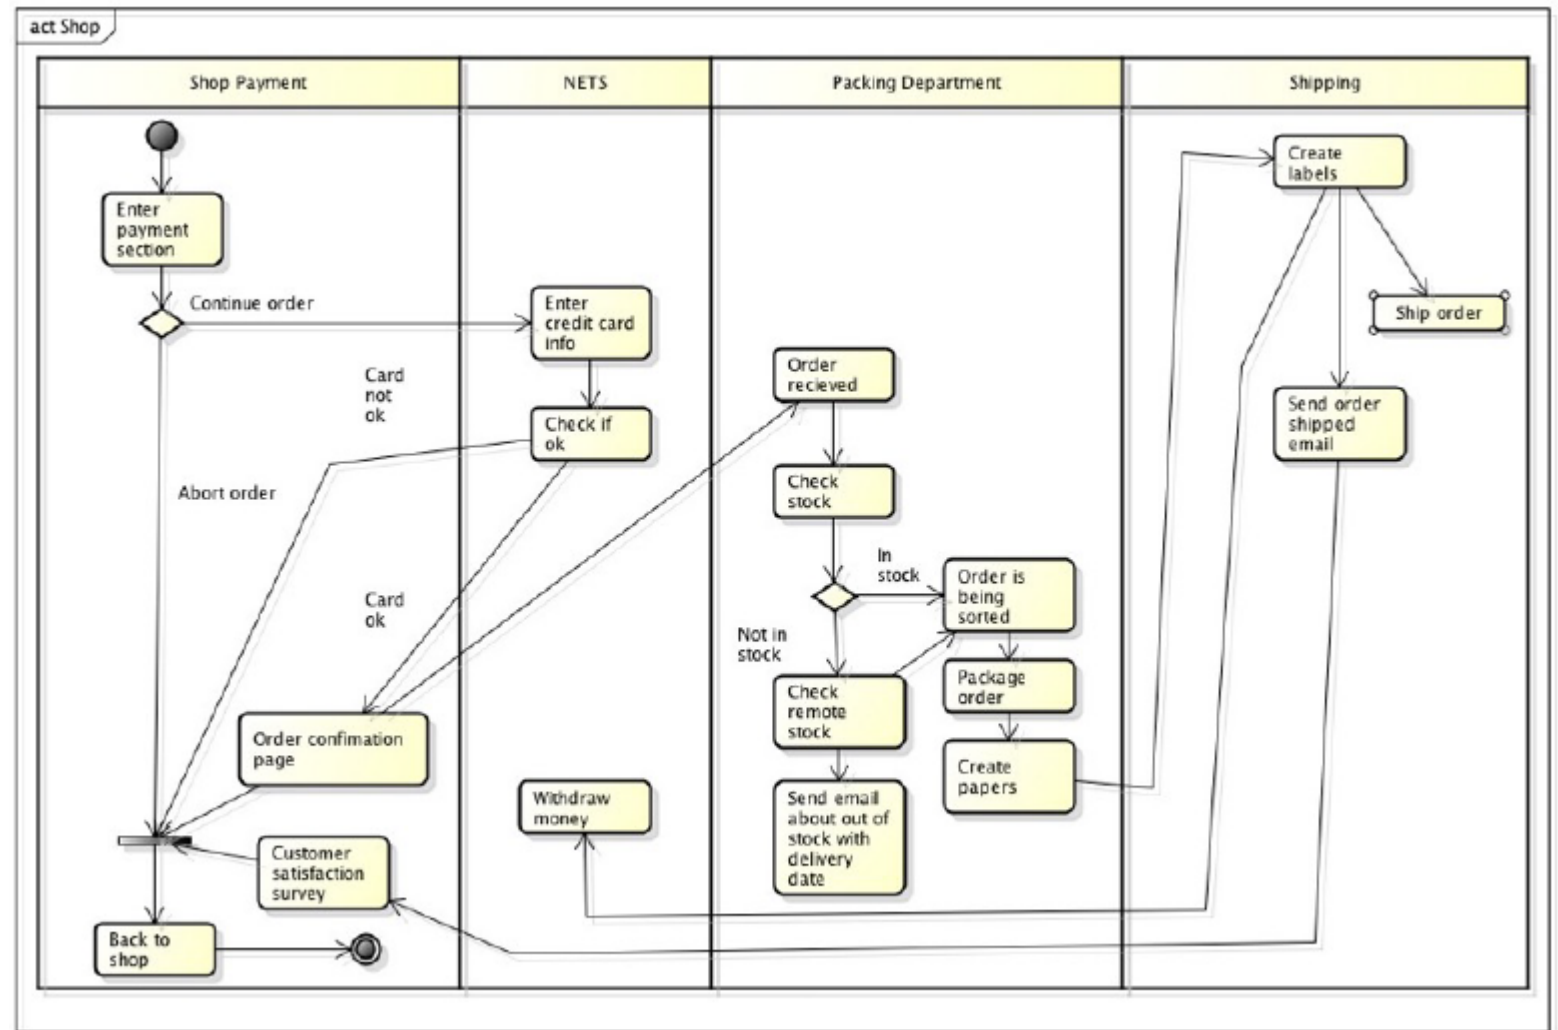 act Shop
Shop Payment
NETS
Packing Department
Shipping
Enter
payment
section
Continue order
Abort order
Card
not
ok
Card
ok
Order confimation
page
Customer
satisfaction
survey
Back to
shop
Enter
credit card
info
Check if
ok
Withdraw
money
Order
recieved
Check
stock
In
stock
Not in
stock
Order is
being
sorted
Check
remote
stock
Package
order
Create
papers
Send email
about out of
stock with
delivery
date
Create
labels
Ship order
Send order
shipped
email